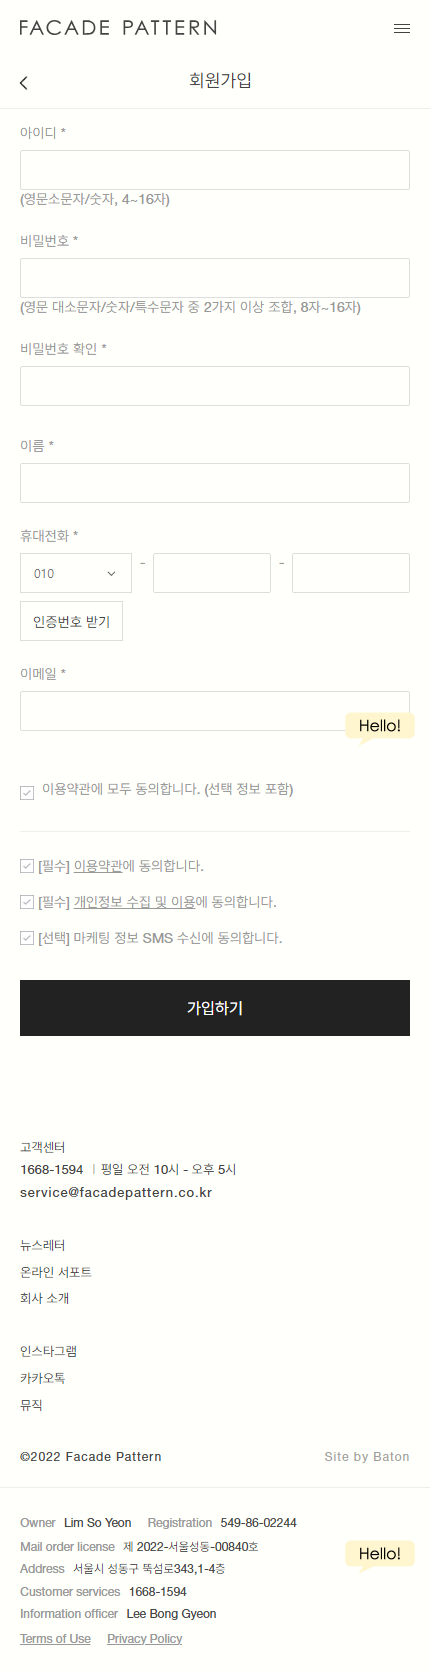 FACADE PATTERN
회원가입
아이디 *
(영문소문자/숫자, 4~16자)
비밀번호 *
(영문 대소문자/숫자/특수문자 중 2가지 이상 조합, 8자~16자)
비밀번호 확인 *
이름 *
휴대전화 *
010 - -
인증번호 받기
이메일 *
Hello!
이용약관에 모두 동의합니다. (선택 정보 포함)
[필수] 이용약관에 동의합니다.
[필수] 개인정보 수집 및 이용에 동의합니다.
[선택] 마케팅 정보 SMS 수신에 동의합니다.
가입하기
고객센터
1668-1594 | 평일 오전 10시 - 오후 5시
service@facadepattern.co.kr
뉴스레터
온라인 서포트
회사 소개
인스타그램
카카오톡
뮤직
©2022 Facade Pattern Site by Baton
Owner Lim So Yeon Registration 549-86-02244
Mail order license 제 2022-서울성동-00840호
Hello!
Address 서울시 성동구 뚝섬로343,1-4층
Customer services 1668-1594
Information officer Lee Bong Gyeon
Terms of Use Privacy Policy